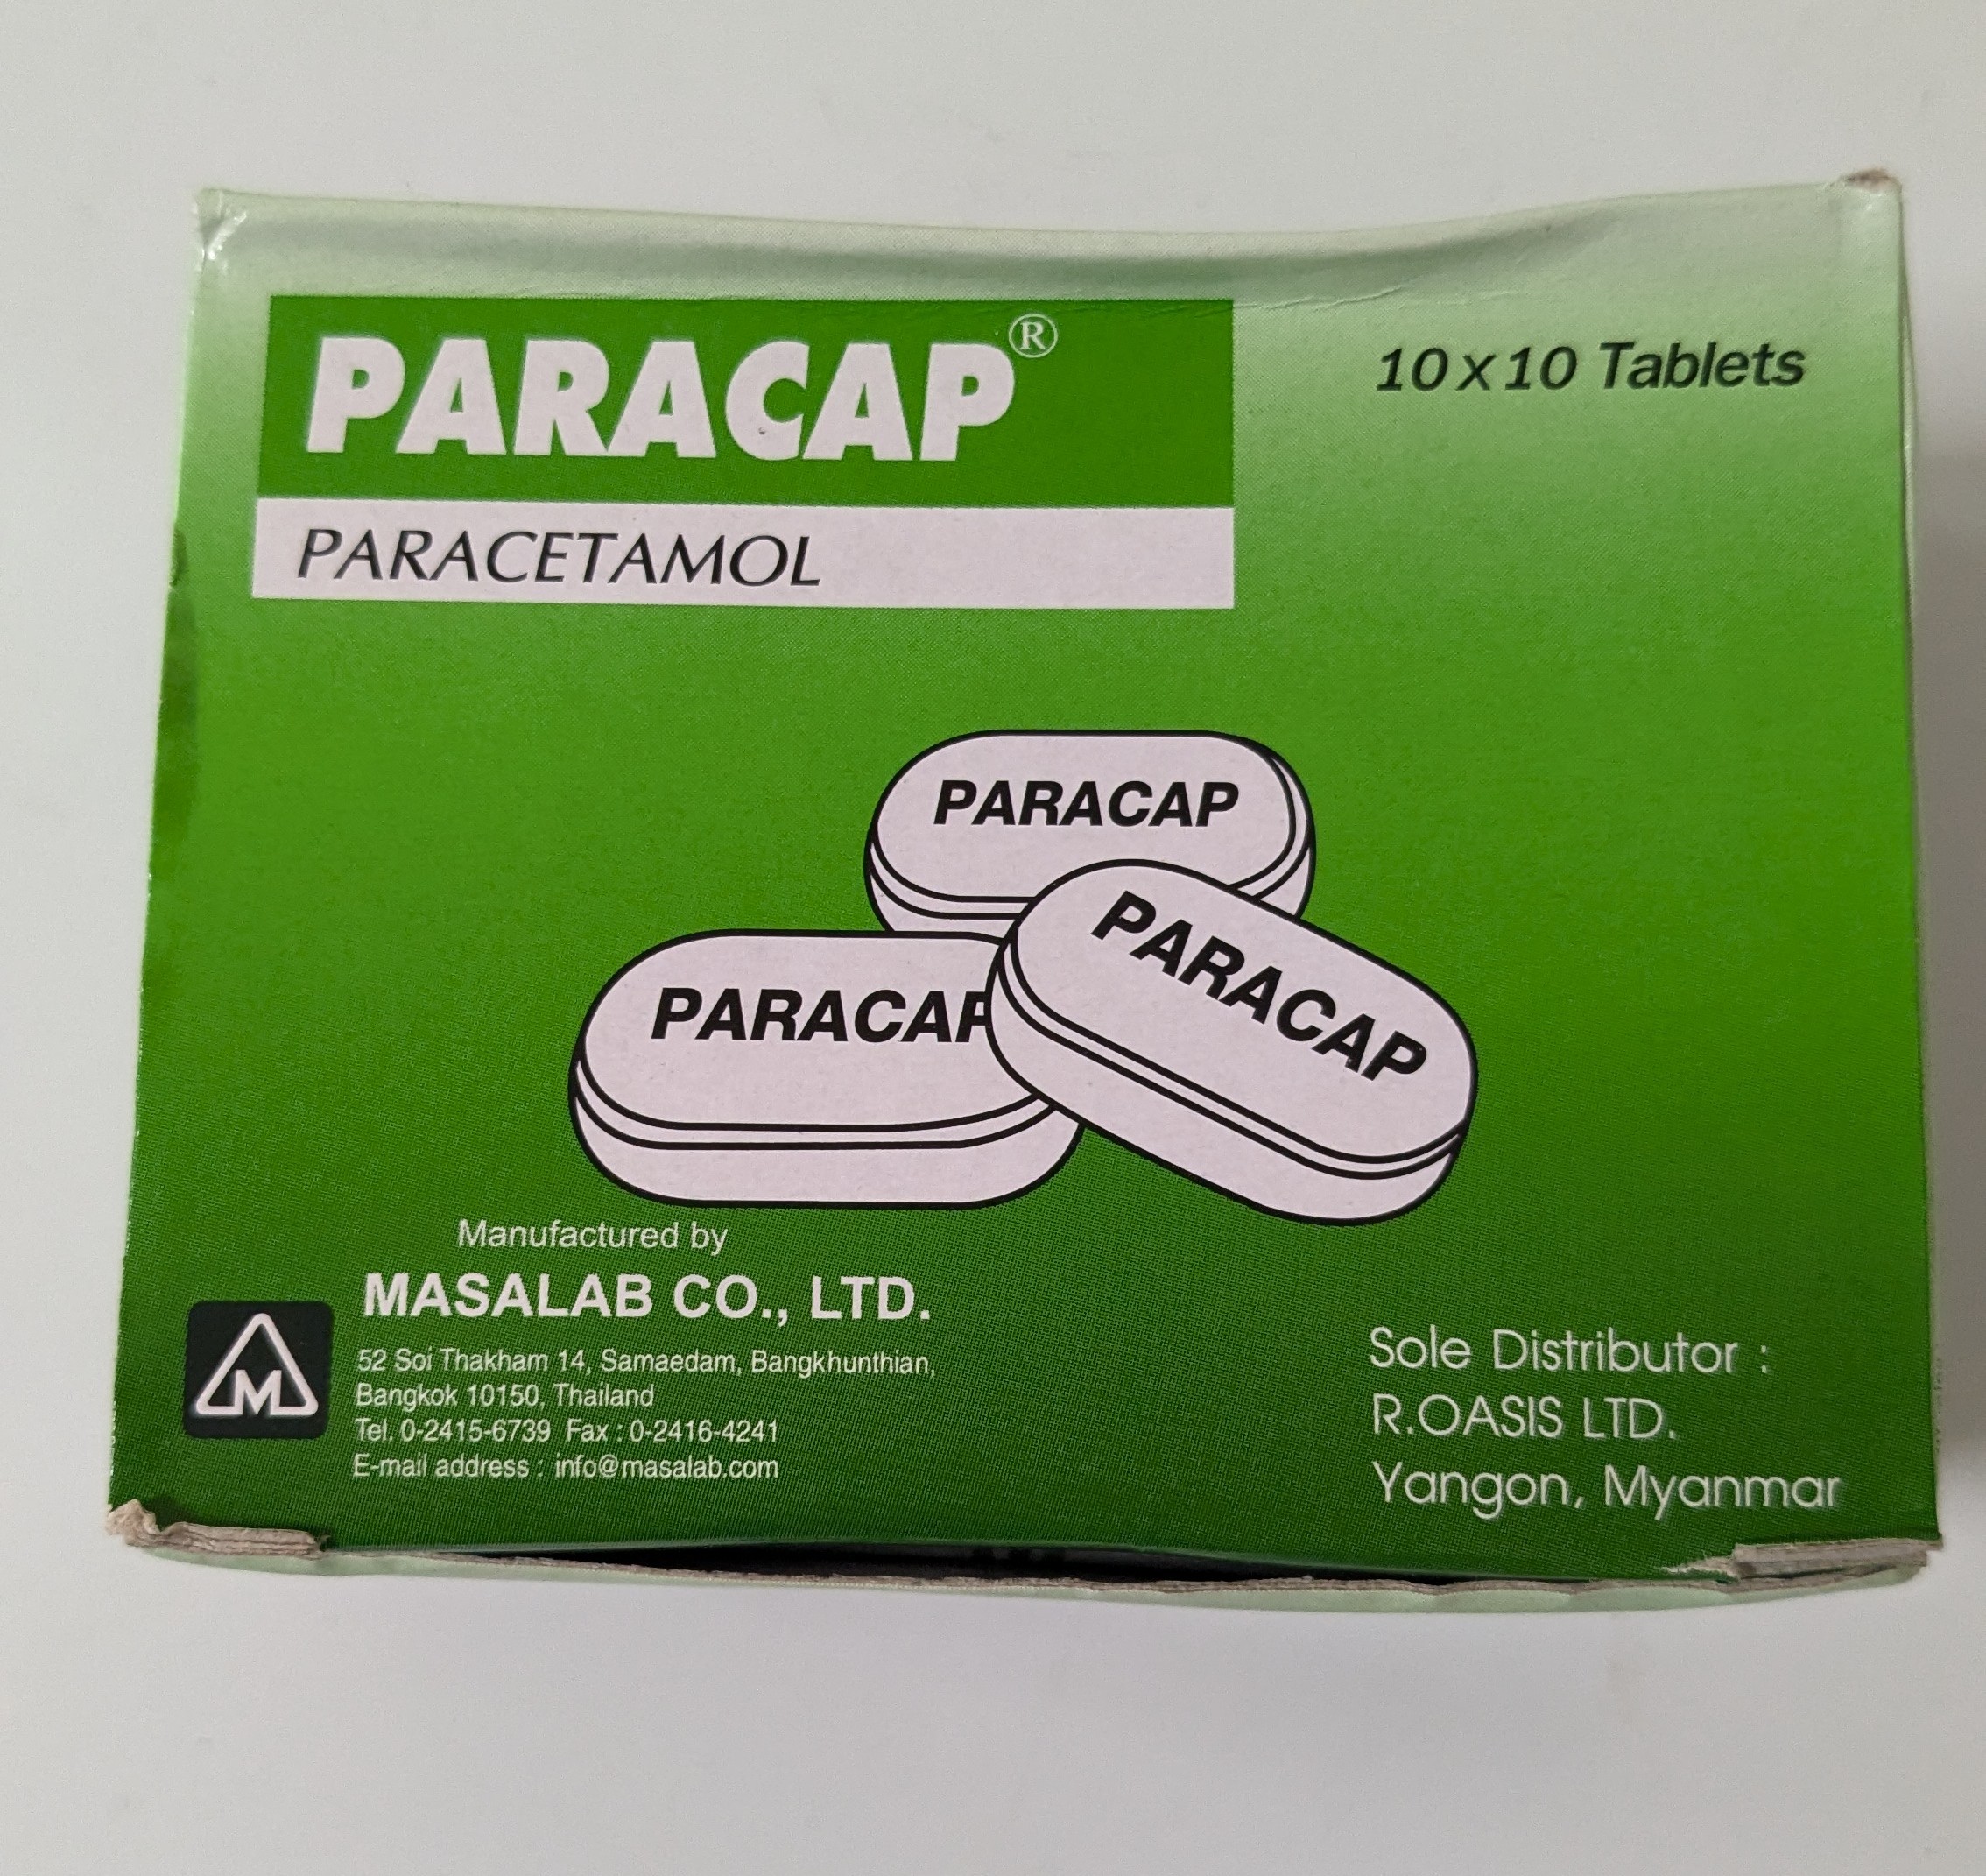 PARACAP®
10 x 10 Tablets
PARACETAMOL
PARACAP
PARACAP
PARACAP
Manufactured by
MASALAB CO., LTD.
52 Soi Thakham 14, Samaedam, Bangkhunthian,
Bangkok 10150, Thailand
Tel. 0-2415-6739 Fax : 0-2416-4241
E-mail address : info@masalab.com
M
Sole Distributor :
R.OASIS LTD.
Yangon, Myanmar